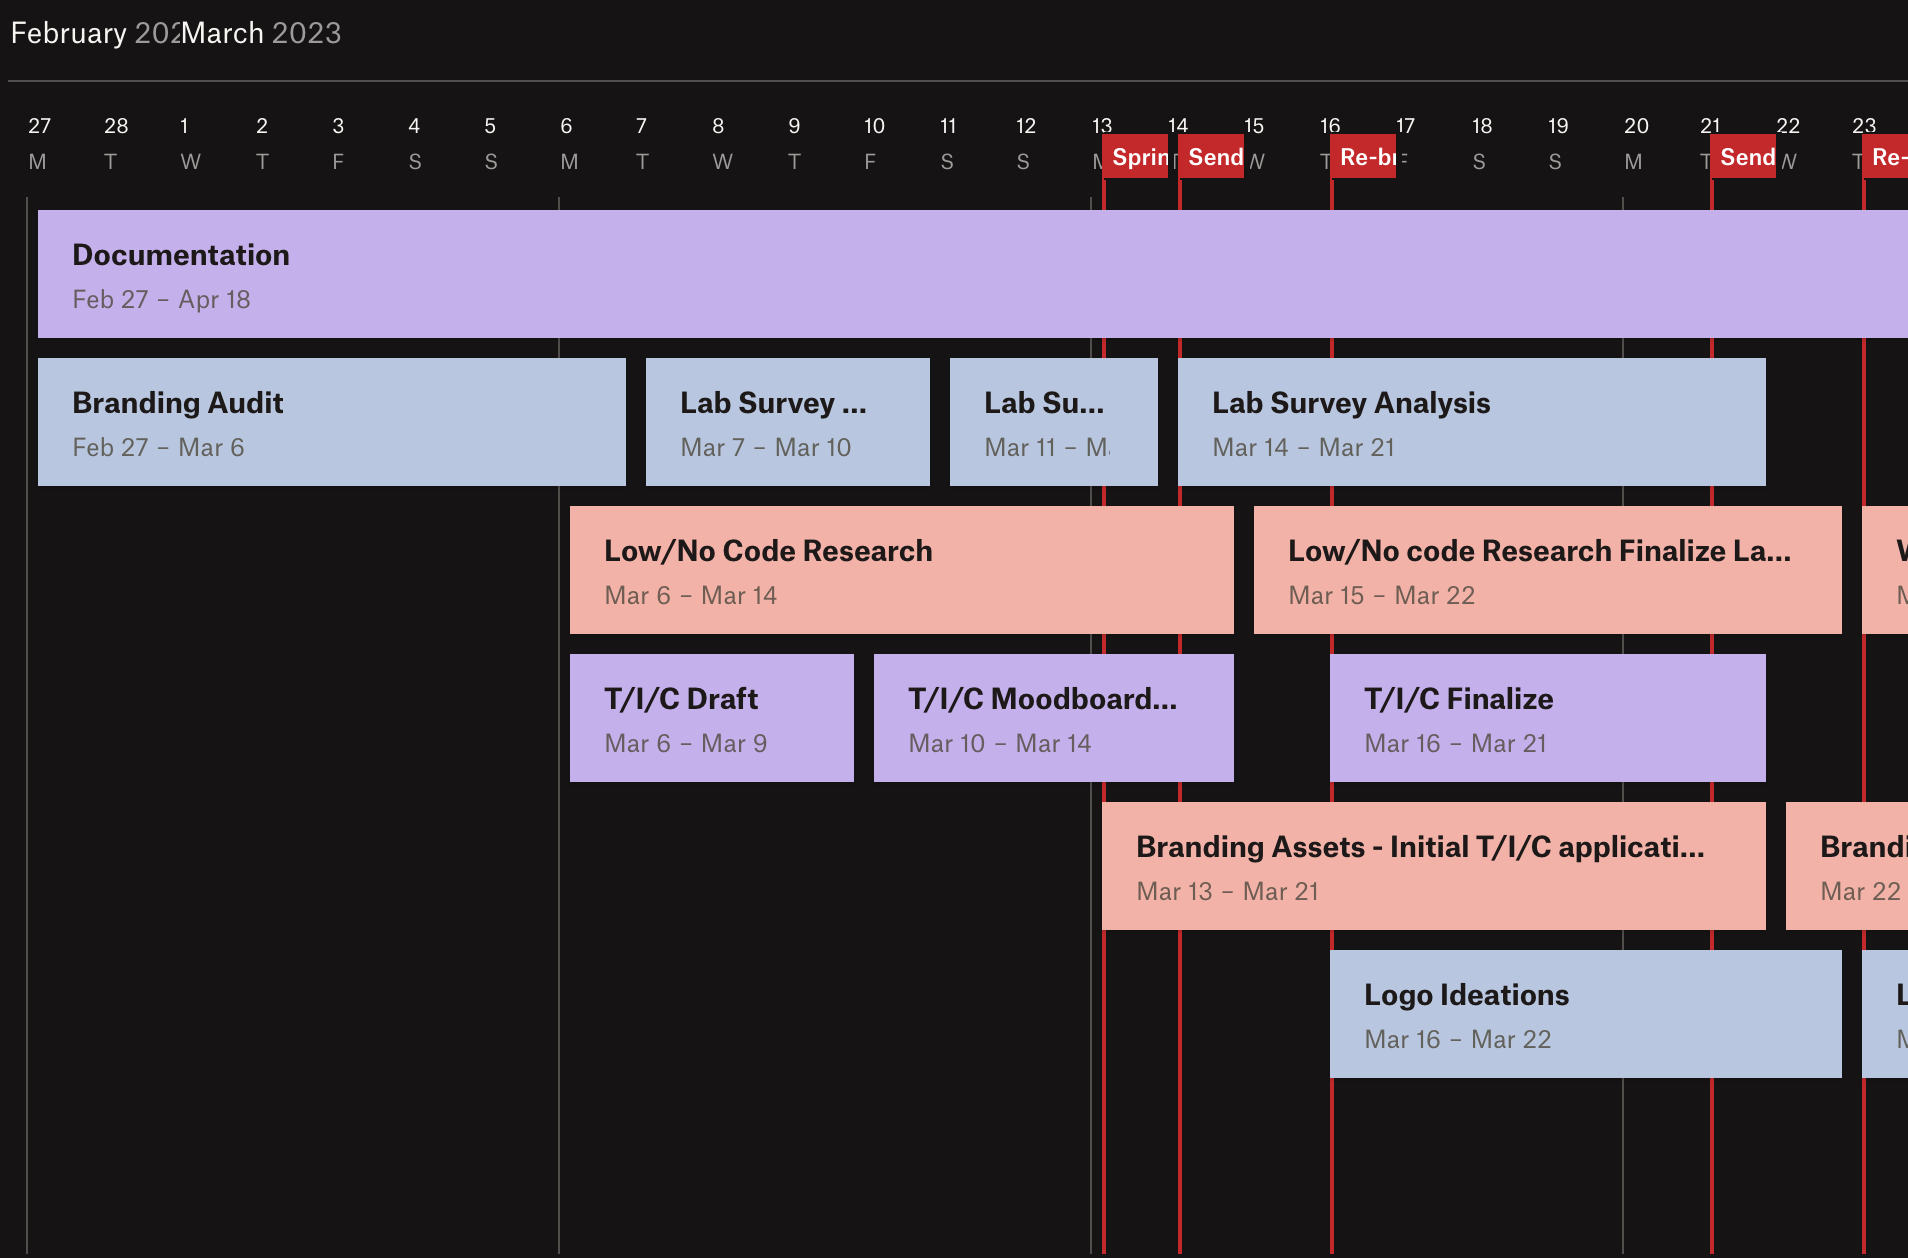 February 202 March 2023
27 28 1 2 3 4 5 6 7 8 9 10 11 12 13 14 15 16 17 18 19 20 21 22 23
M T W T F S S M T W T F S S M Sprin Send W T Re-br F S S M T Send W T Re-
Documentation
Feb 27 – Apr 18
Branding Audit
Feb 27 – Mar 6
Lab Survey ...
Mar 7 – Mar 10
Lab Su...
Mar 11 – Ma
Lab Survey Analysis
Mar 14 – Mar 21
Low/No Code Research
Mar 6 – Mar 14
Low/No code Research Finalize La...
Mar 15 – Mar 22
T/I/C Draft
Mar 6 – Mar 9
T/I/C Moodboard...
Mar 10 – Mar 14
T/I/C Finalize
Mar 16 – Mar 21
Branding Assets - Initial T/I/C applicati...
Mar 13 – Mar 21
Brandi
Mar 22
Logo Ideations
Mar 16 – Mar 22